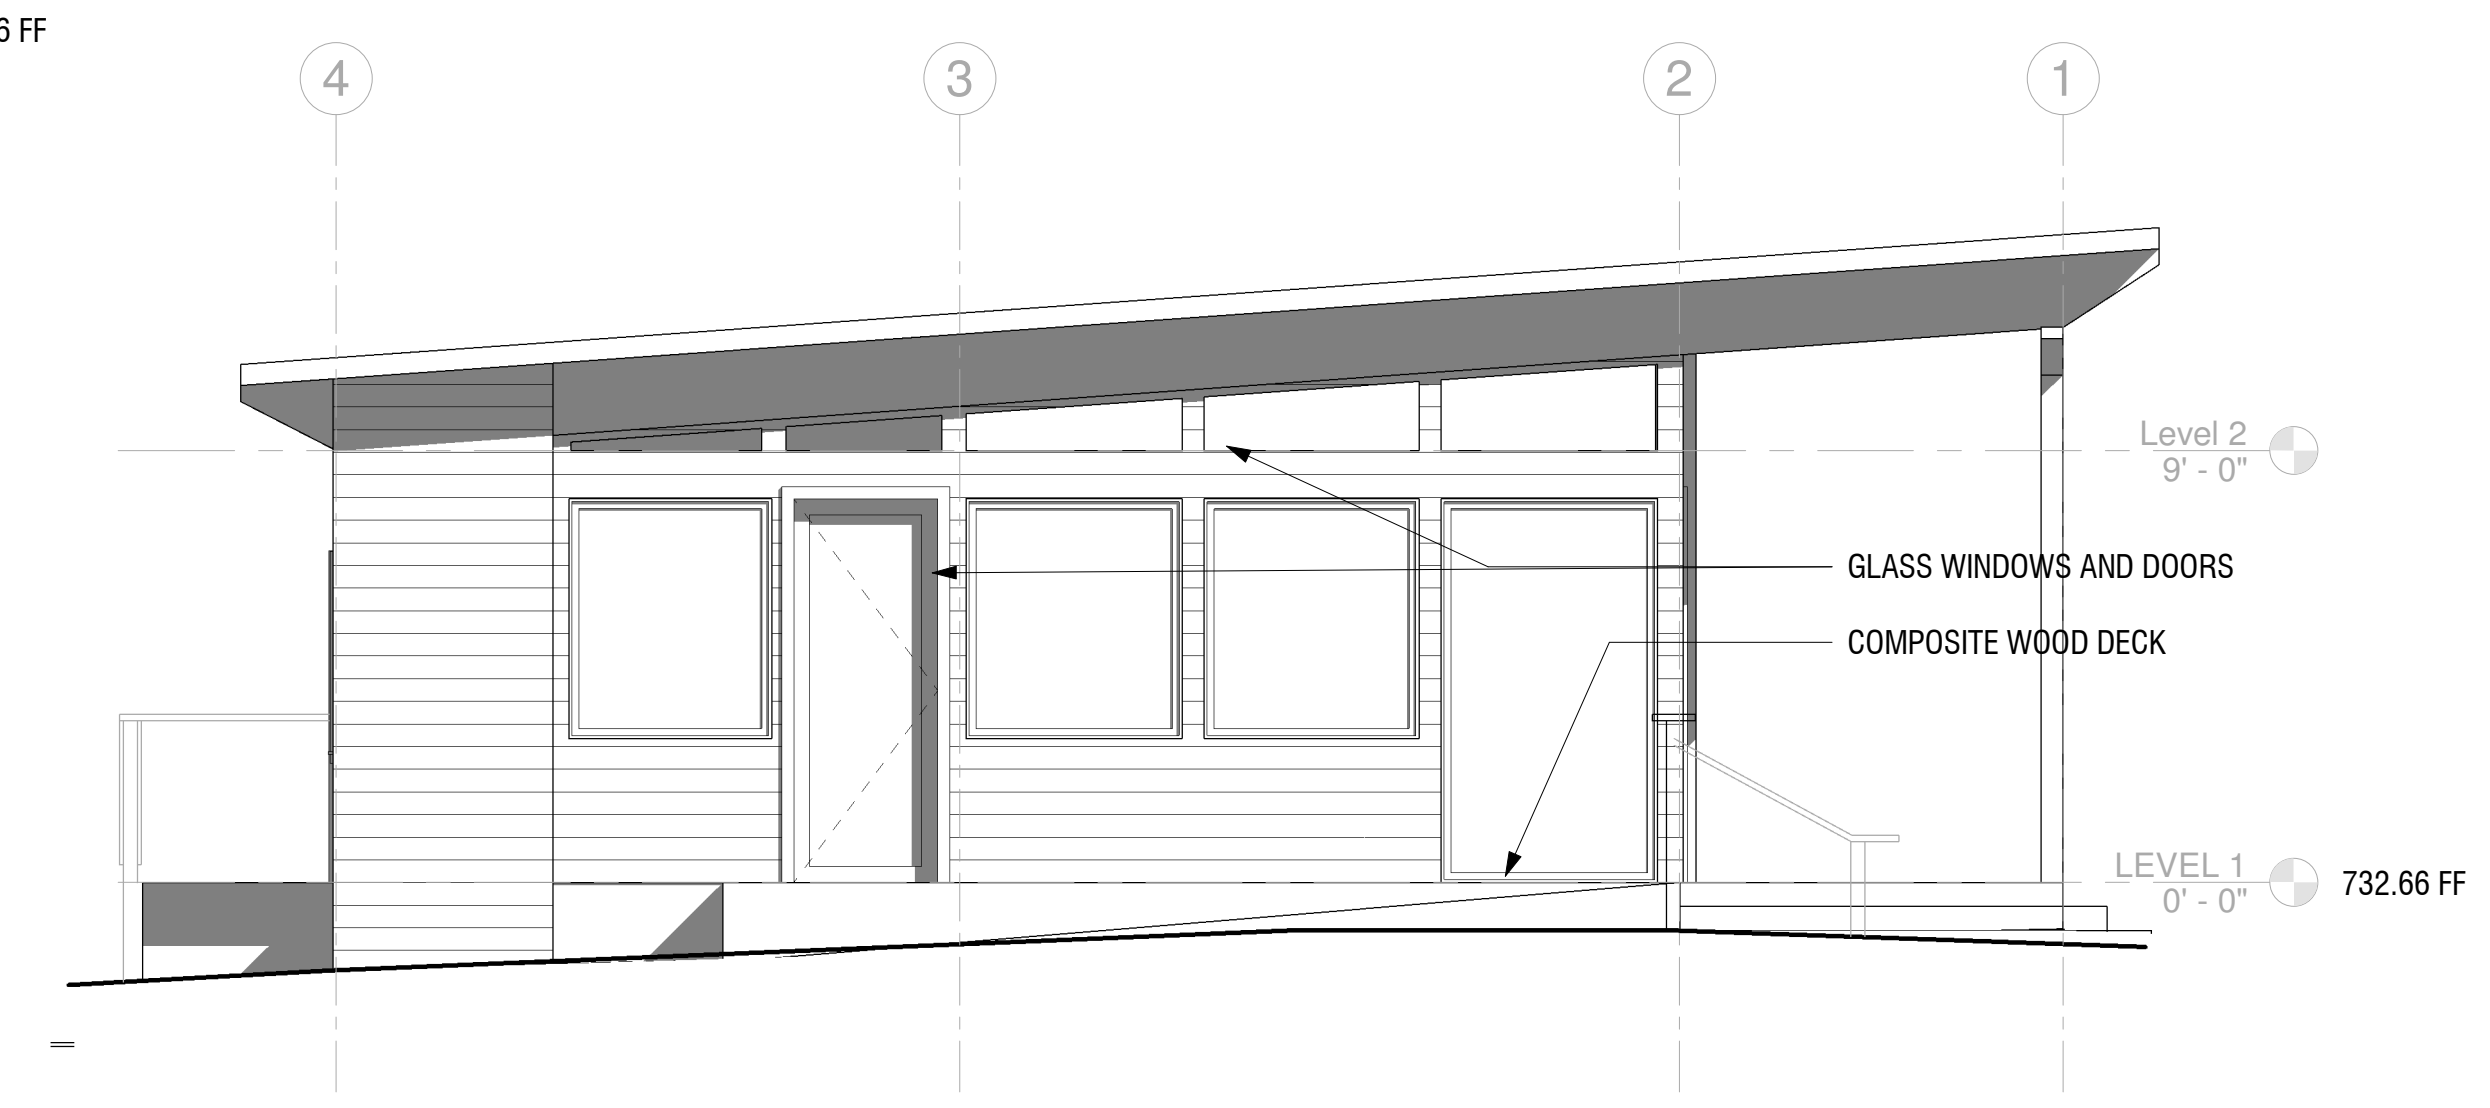 6 FF
4
3
2
1
Level 2
9' - 0"
GLASS WINDOWS AND DOORS
COMPOSITE WOOD DECK
LEVEL 1
0' - 0"
732.66 FF